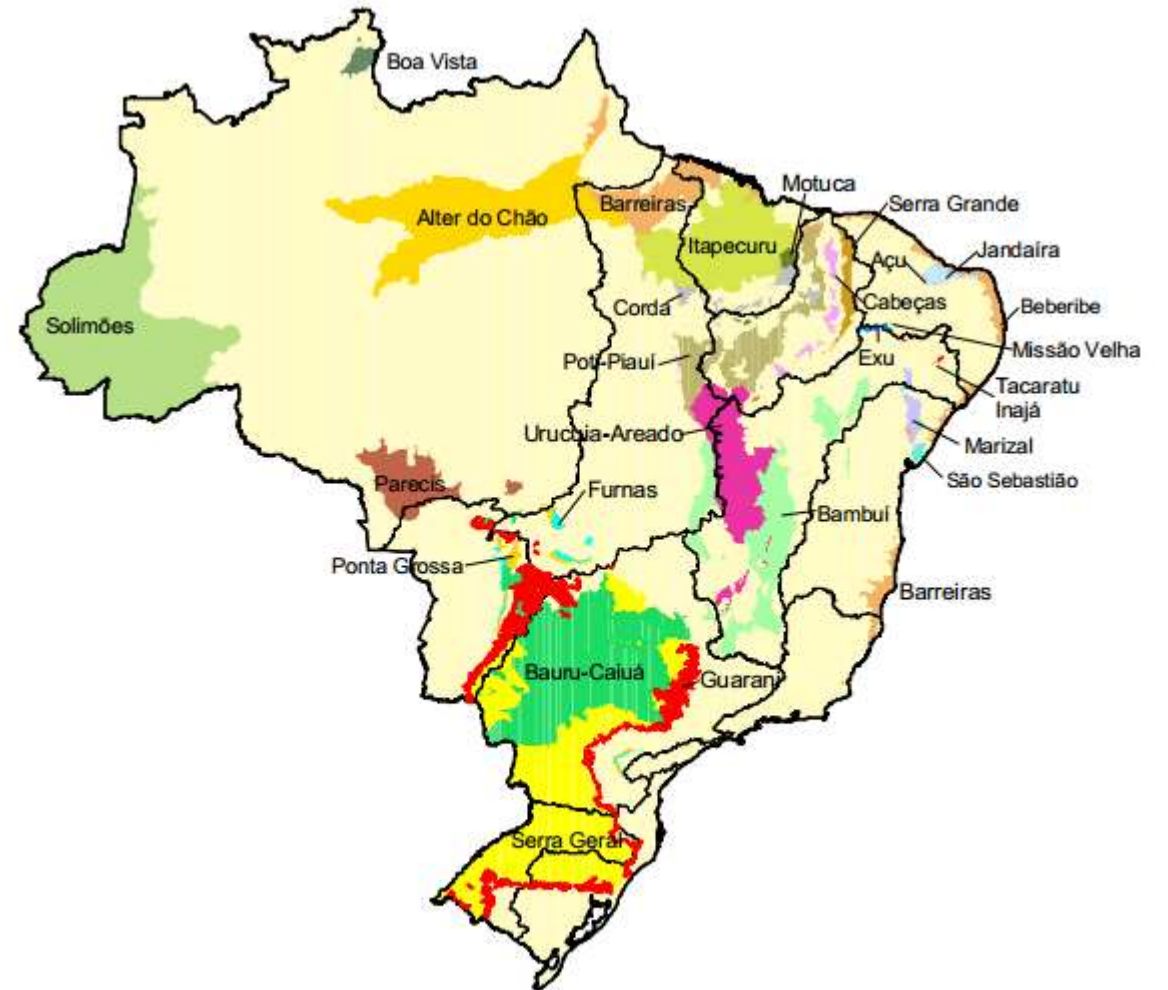 Boa Vista
Motuca
Serra Grande
Barreiras
Alter do Chão
Itapecuru
Açu
Jandaíra
Corda
Cabeças
Beberibe
Solimões
Exu
Missão Velha
Poti-Piauí
Tacaratu
Inajá
Urucuia-Areado
Marizal
São Sebastião
Parecis
Furnas
Bambuí
Ponta Grossa
Barreiras
Bauru-Caiuá
Guarani
Serra Geral